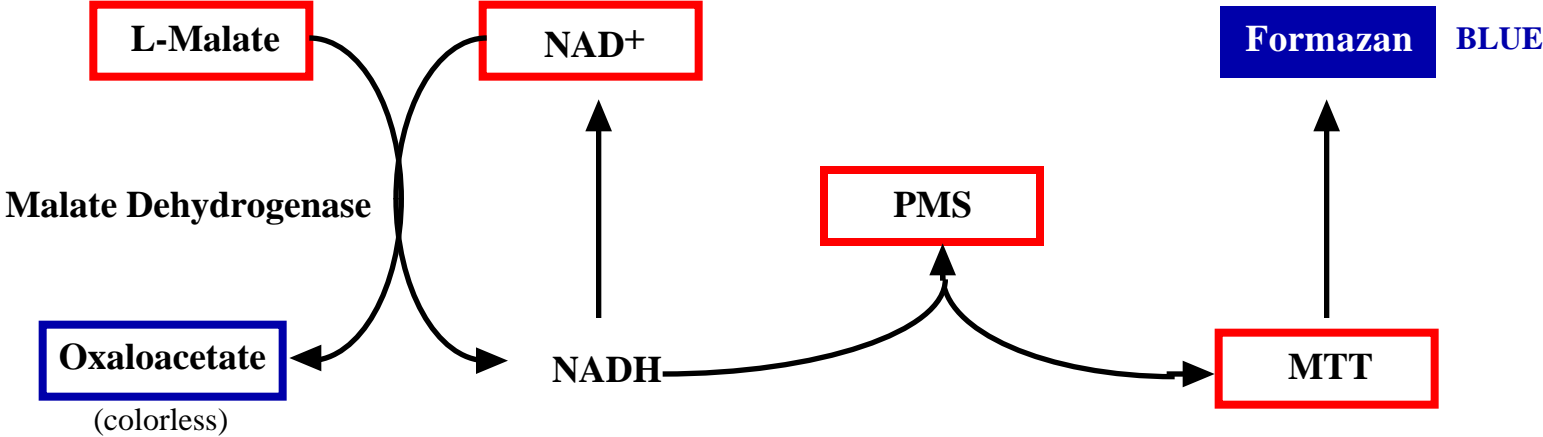 L-Malate
NAD+
Formazan
BLUE
Malate Dehydrogenase
PMS
Oxaloacetate
(colorless)
NADH
MTT